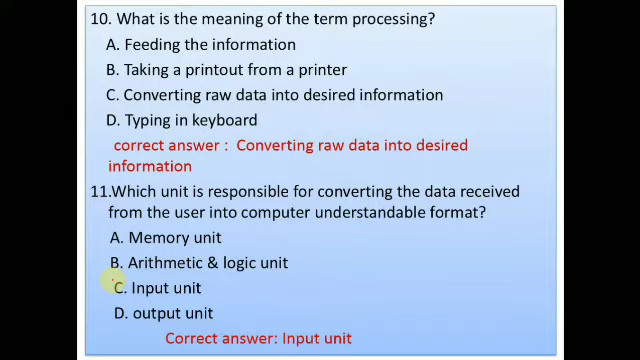 10. What is the meaning of the term processing?
A. Feeding the information
B. Taking a printout from a printer
C. Converting raw data into desired information
D. Typing in keyboard
correct answer : Converting raw data into desired
information
11.Which unit is responsible for converting the data received
from the user into computer understandable format?
A. Memory unit
B. Arithmetic & logic unit
C. Input unit
D. output unit
Correct answer: Input unit